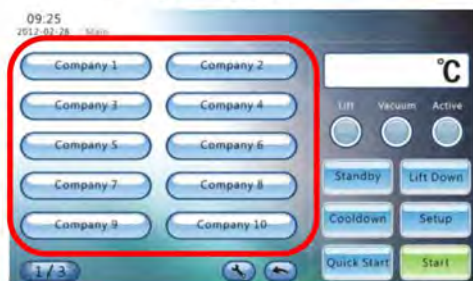 09:25
2012-02-28 Main
Company 1 Company 2
Company 3 Company 4
Company 5 Company 6
Company 7 Company 8
Company 9 Company 10
1/3
°C
Lift Vacuum Active
Standby Lift Down
Cooldown Setup
Quick Start Start